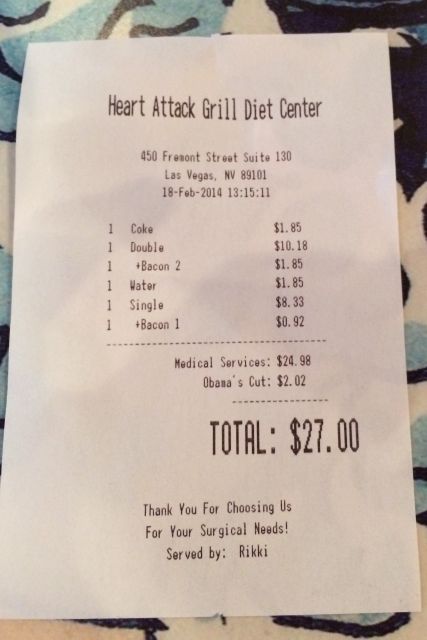 Heart Attack Grill Diet Center
450 Fremont Street Suite 130
Las Vegas, NV 89101
18-Feb-2014 13:15:11
1 Coke $1.85
1 Double $10.18
1 +Bacon 2 $1.85
1 Water $1.85
1 Single $8.33
1 +Bacon 1 $0.92
Medical Services: $24.98
Obama's Cut: $2.02
TOTAL: $27.00
Thank You For Choosing Us
For Your Surgical Needs!
Served by: Rikki